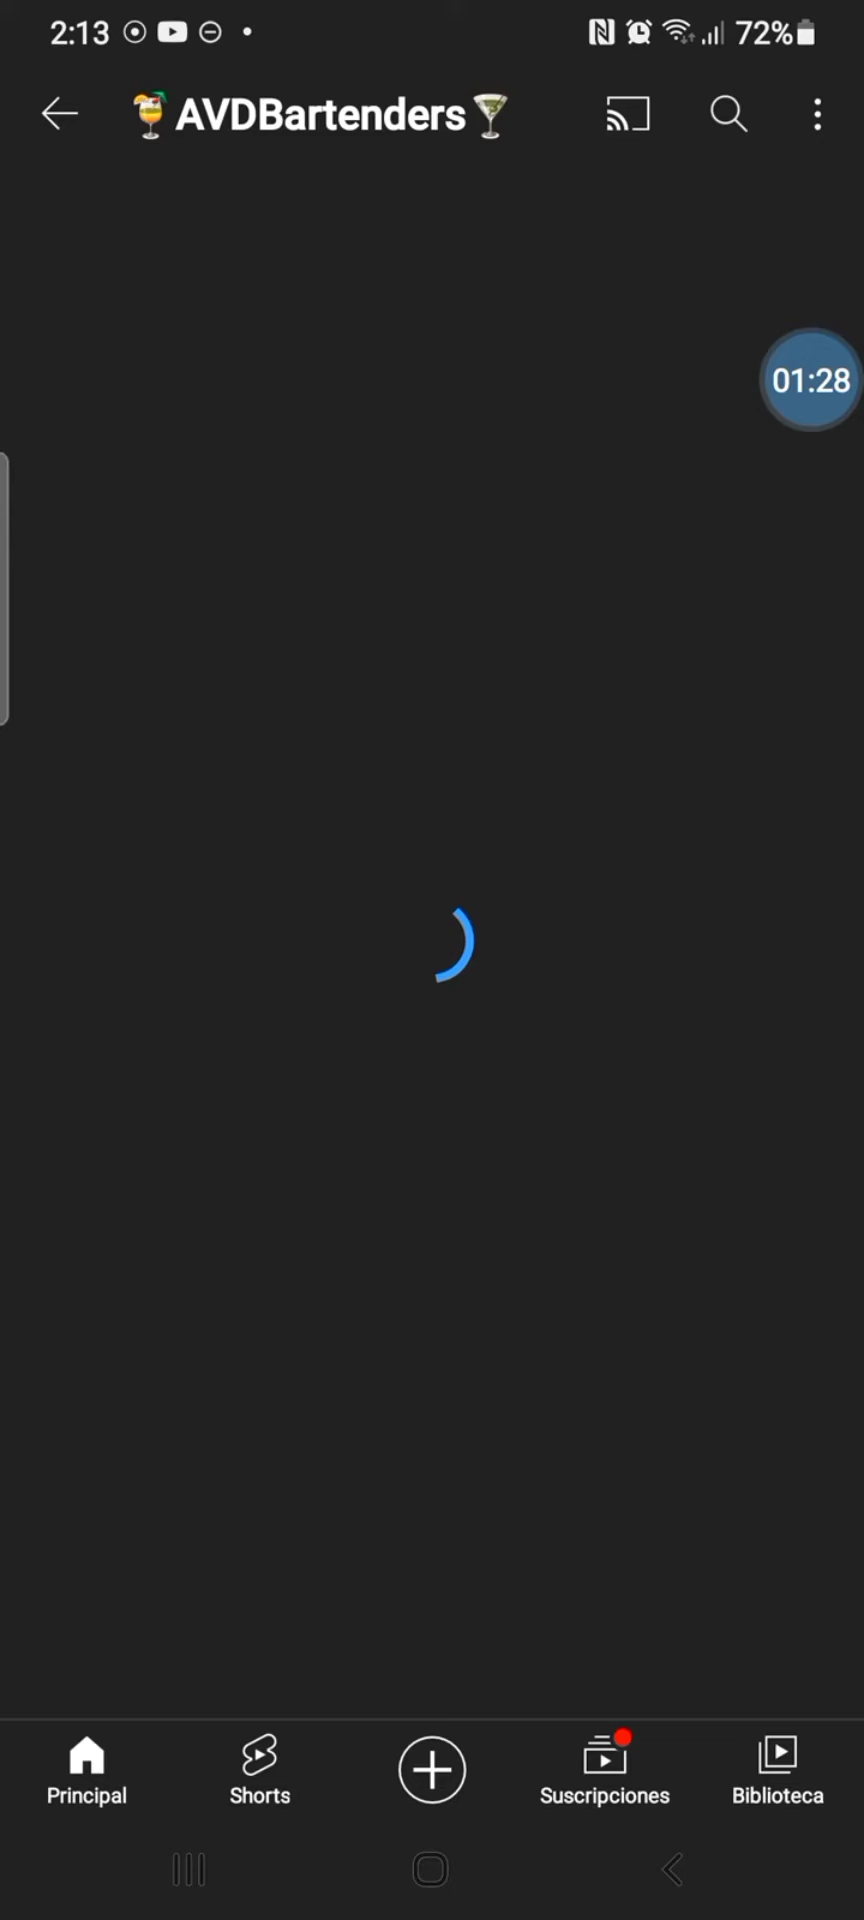 2:13 72%
🍹AVDBartenders🍸
01:28
Principal Shorts Suscripciones Biblioteca